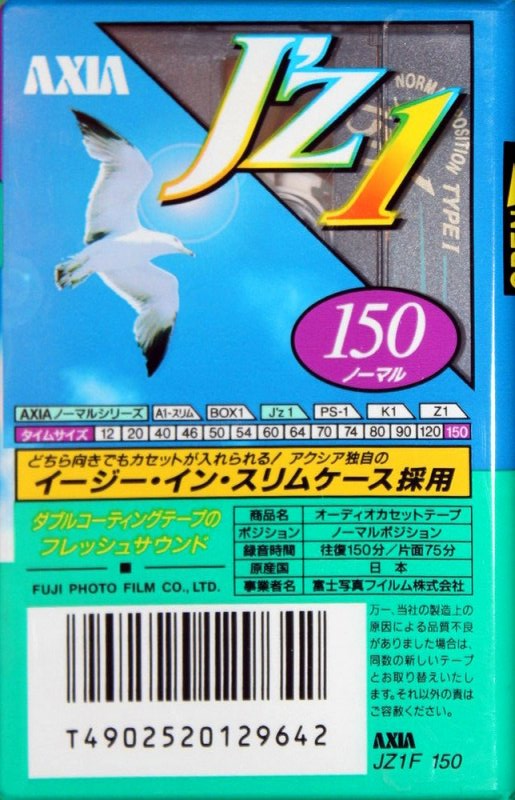 AXIA
J'z1
NORMAL POSITION TYPE I
150
ノーマル
AXIAノーマルシリーズ A1-スリム BOX1 J'z 1 PS-1 K1 Z1
タイムサイズ 12 20 40 46 50 54 60 64 70 74 80 90 120 150
どちら向きでもカセットが入れられる! アクシア独自の
イージー・イン・スリムケース採用
ダブルコーティングテープの
フレッシュサウンド
FUJI PHOTO FILM CO., LTD.
商品名 オーディオカセットテープ
ポジション ノーマルポジション
録音時間 往復150分/片面75分
原産国 日本
事業者名 富士写真フイルム株式会社
万一、当社の製造上の
原因による品質不良
がありました場合は、
同数の新しいテープ
とお取り替えいたし
ます。それ以外の責は
ご容赦ください。
T4902520129642
AXIA
JZ1F 150